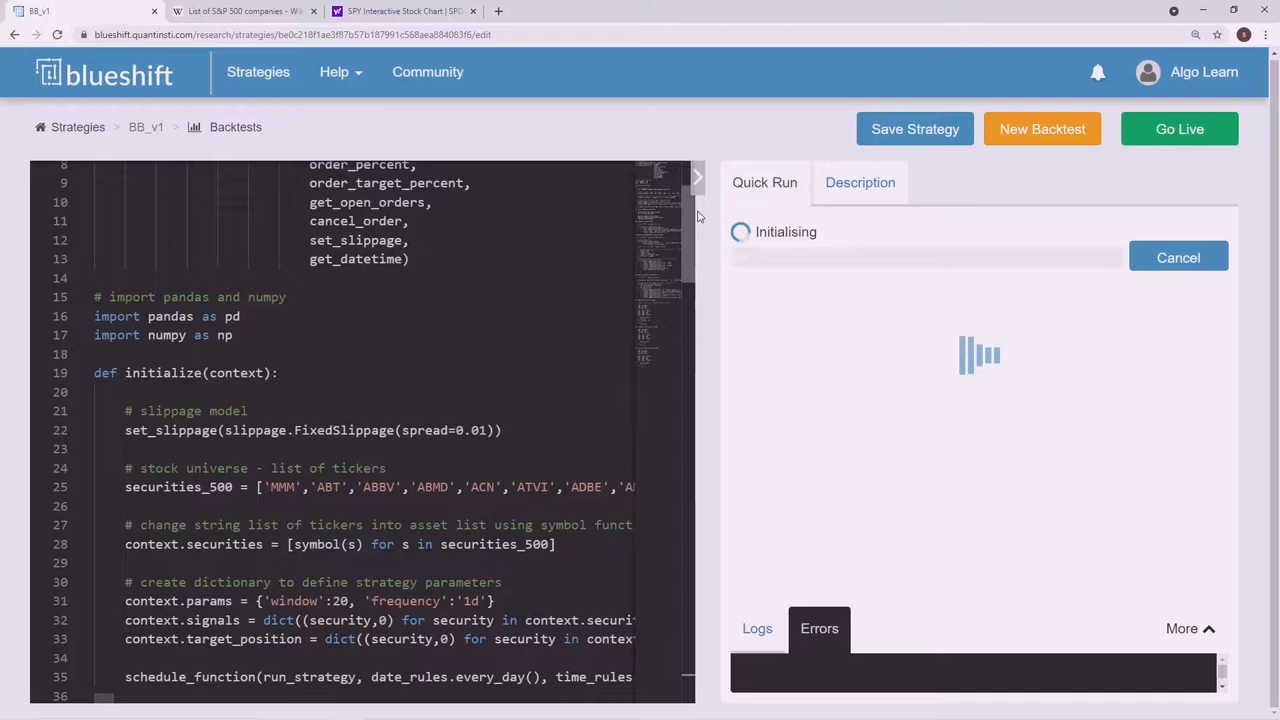 BB_v1
List of S&P 500 companies - Wiki
SPY Interactive Stock Chart | SPD
blueshift.quantinsti.com/research/strategies/be0c218f1ae3f87b57b187991c568aea884083f6/edit
S
blueshift
Strategies
Help
Community
Algo Learn
Strategies > BB_v1 > Backtests
Save Strategy
New Backtest
Go Live
8 order_percent,
9 order_target_percent,
10 get_open_orders,
11 cancel_order,
12 set_slippage,
13 get_datetime)
14
15 # import pandas and numpy
16 import pandas as pd
17 import numpy as np
18
19 def initialize(context):
20
21 # slippage model
22 set_slippage(slippage.FixedSlippage(spread=0.01))
23
24 # stock universe - list of tickers
25 securities_500 = ['MMM','ABT','ABBV','ABMD','ACN','ATVI','ADBE','A
26
27 # change string list of tickers into asset list using symbol funct
28 context.securities = [symbol(s) for s in securities_500]
29
30 # create dictionary to define strategy parameters
31 context.params = {'window':20, 'frequency':'1d'}
32 context.signals = dict((security,0) for security in context.securi
33 context.target_position = dict((security,0) for security in context
34
35 schedule_function(run_strategy, date_rules.every_day(), time_rules
36
Quick Run
Description
Initialising
Cancel
Logs
Errors
More